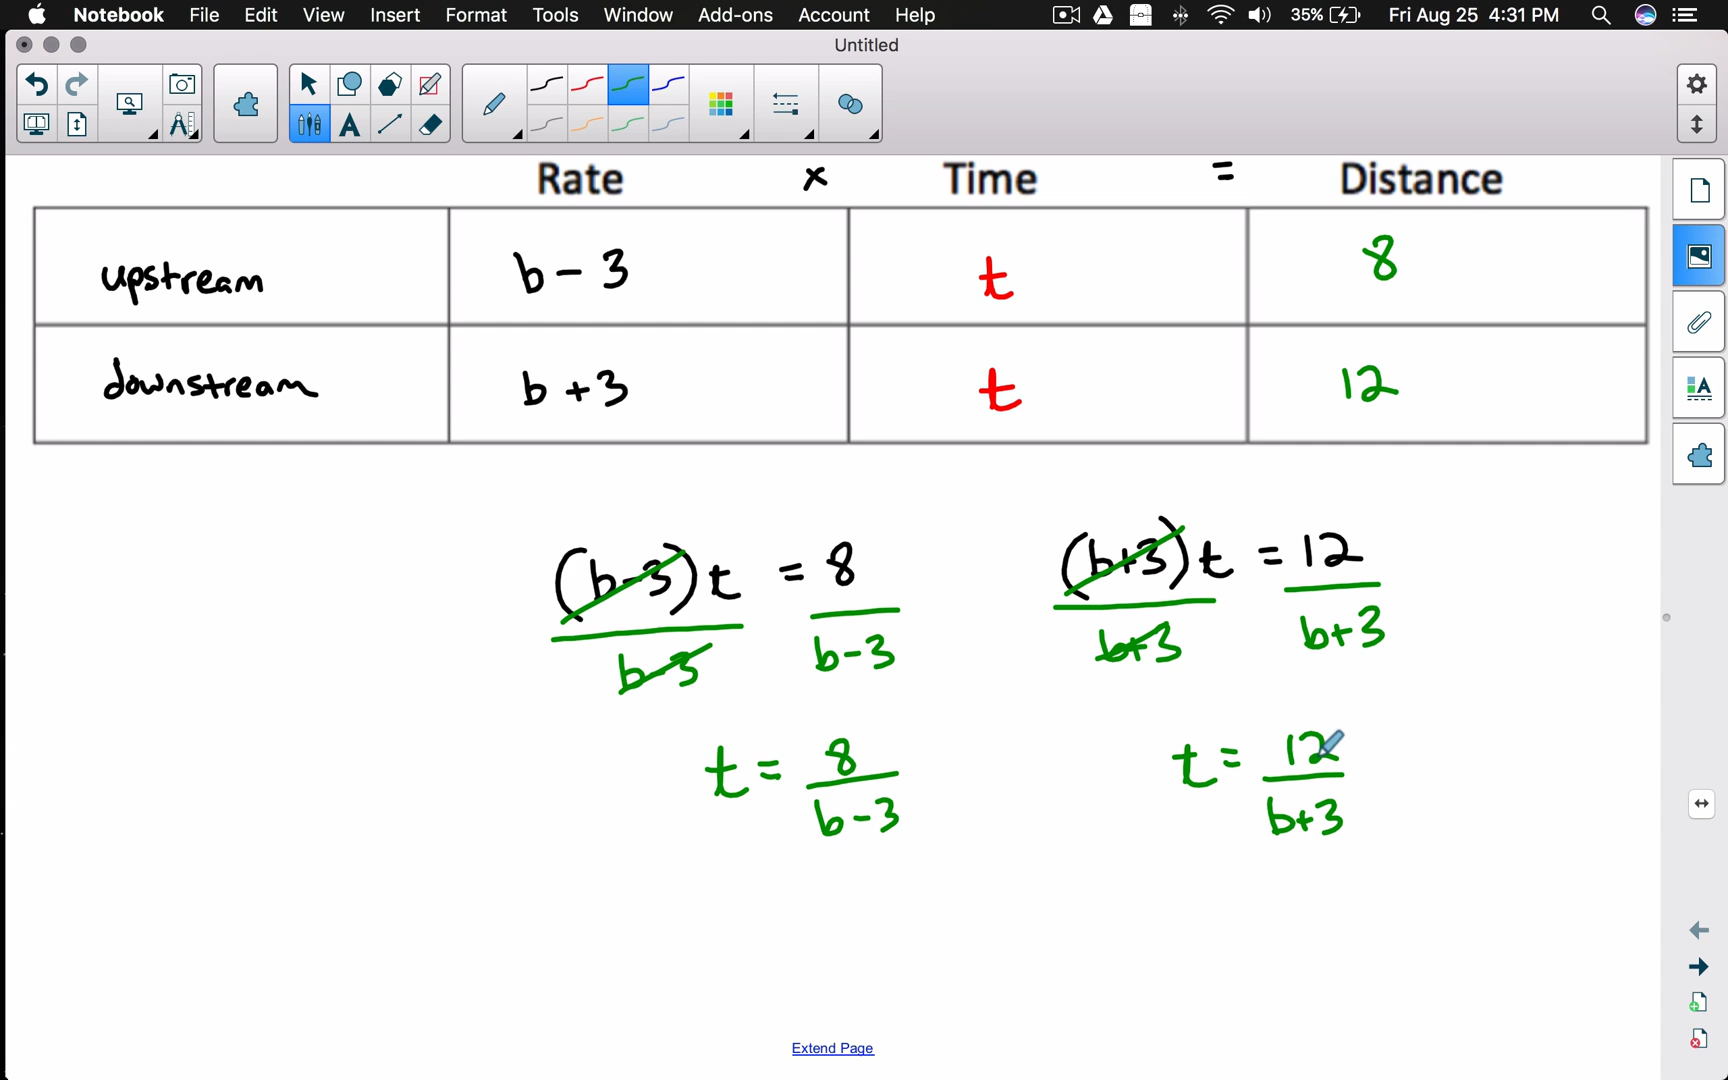 Notebook File Edit View Insert Format Tools Window Add-ons Account Help 35% Fri Aug 25 4:31 PM
Untitled
Rate x Time = Distance
upstream b - 3 t 8
downstream b + 3 t 12
(b-3)t = 8 (b+3)t = 12
b-3 b-3 b+3 b+3
t = 8 t = 12
b-3 b+3
Extend Page